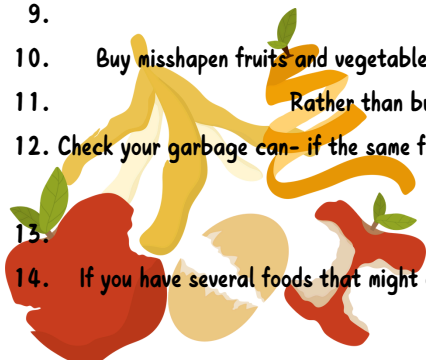 9.
10. Buy misshapen fruits and vegetable
11. Rather than bu
12. Check your garbage can- if the same f
13.
14. If you have several foods that might